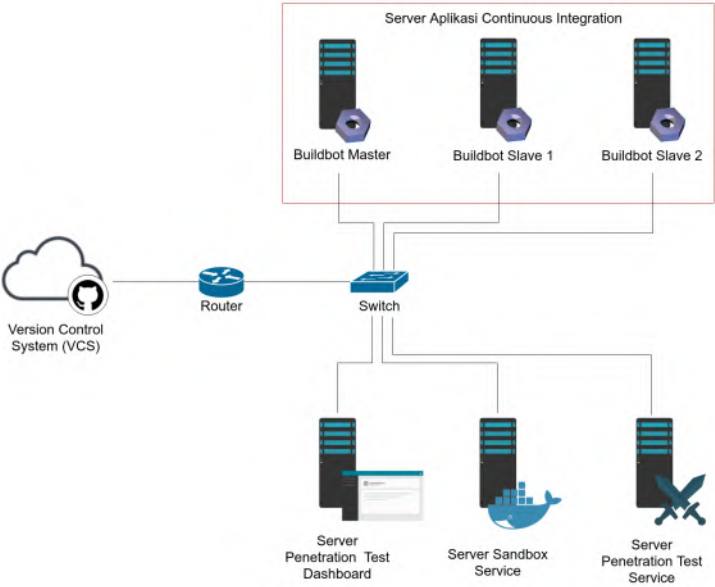 Server Aplikasi Continuous Integration
Buildbot Master
Buildbot Slave 1
Buildbot Slave 2
Router
Switch
Version Control
System (VCS)
Server
Penetration Test
Dashboard
Server Sandbox
Service
Server
Penetration Test
Service